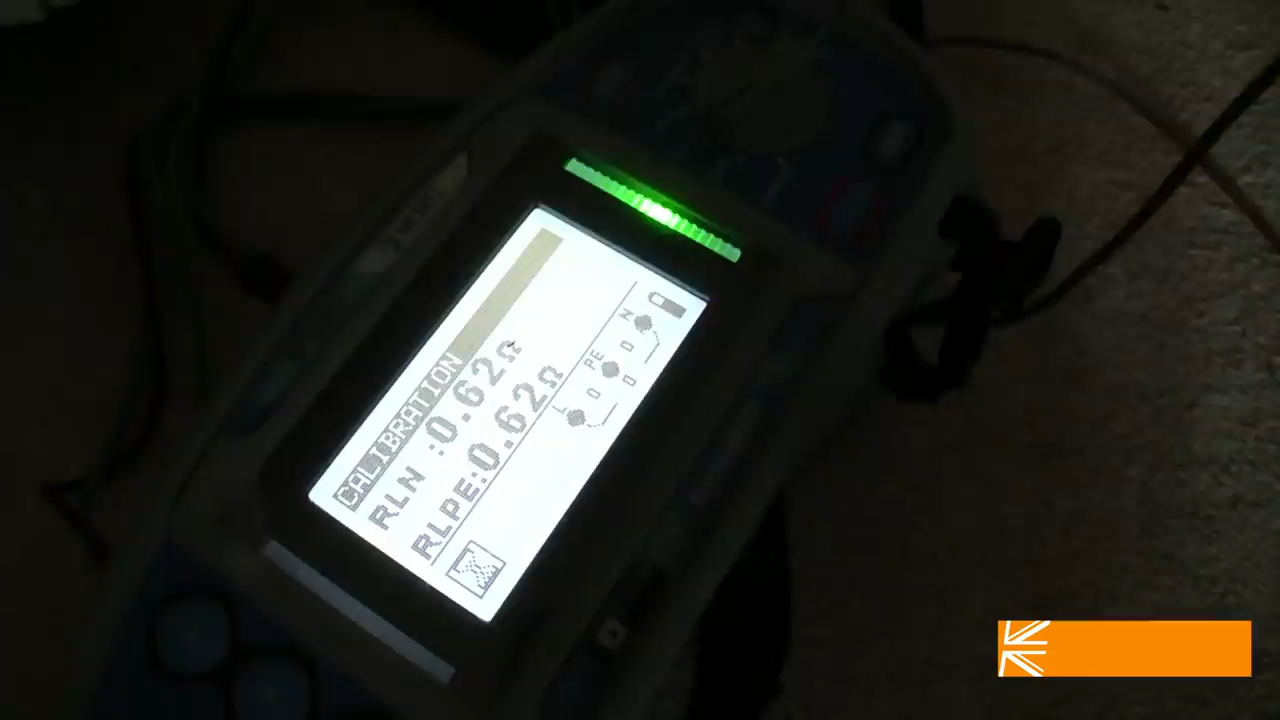 CALIBRATION
RLN :0.62Ω
RLPE:0.62Ω
L PE N